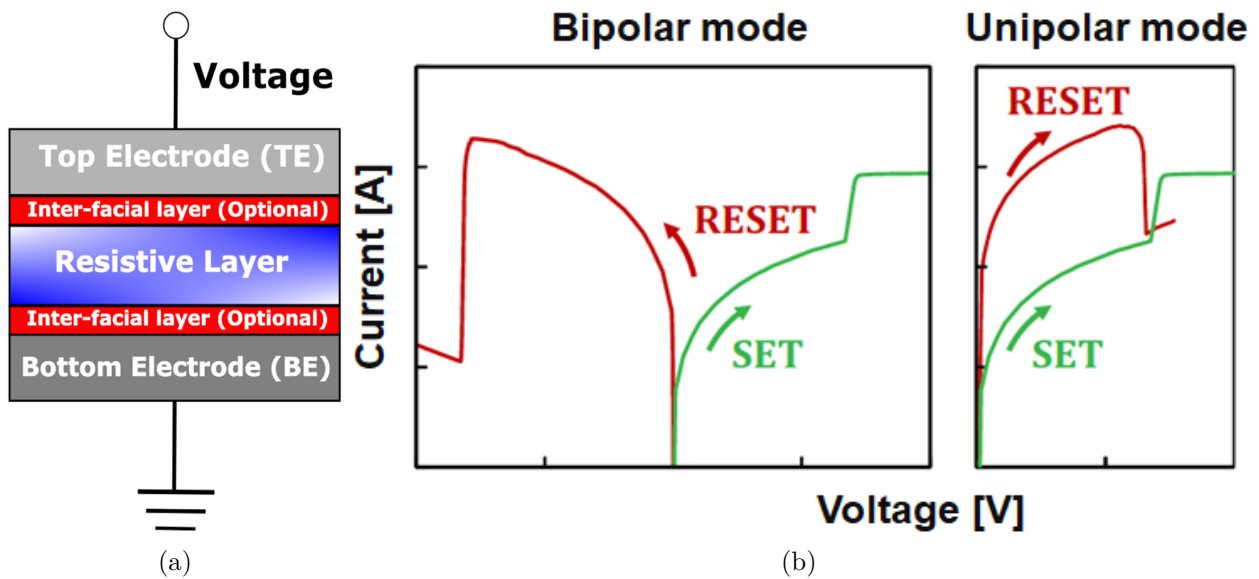 Voltage
Top Electrode (TE)
Inter-facial layer (Optional)
Resistive Layer
Inter-facial layer (Optional)
Bottom Electrode (BE)
(a)
Bipolar mode
Unipolar mode
Current [A]
RESET
SET
RESET
SET
Voltage [V]
(b)